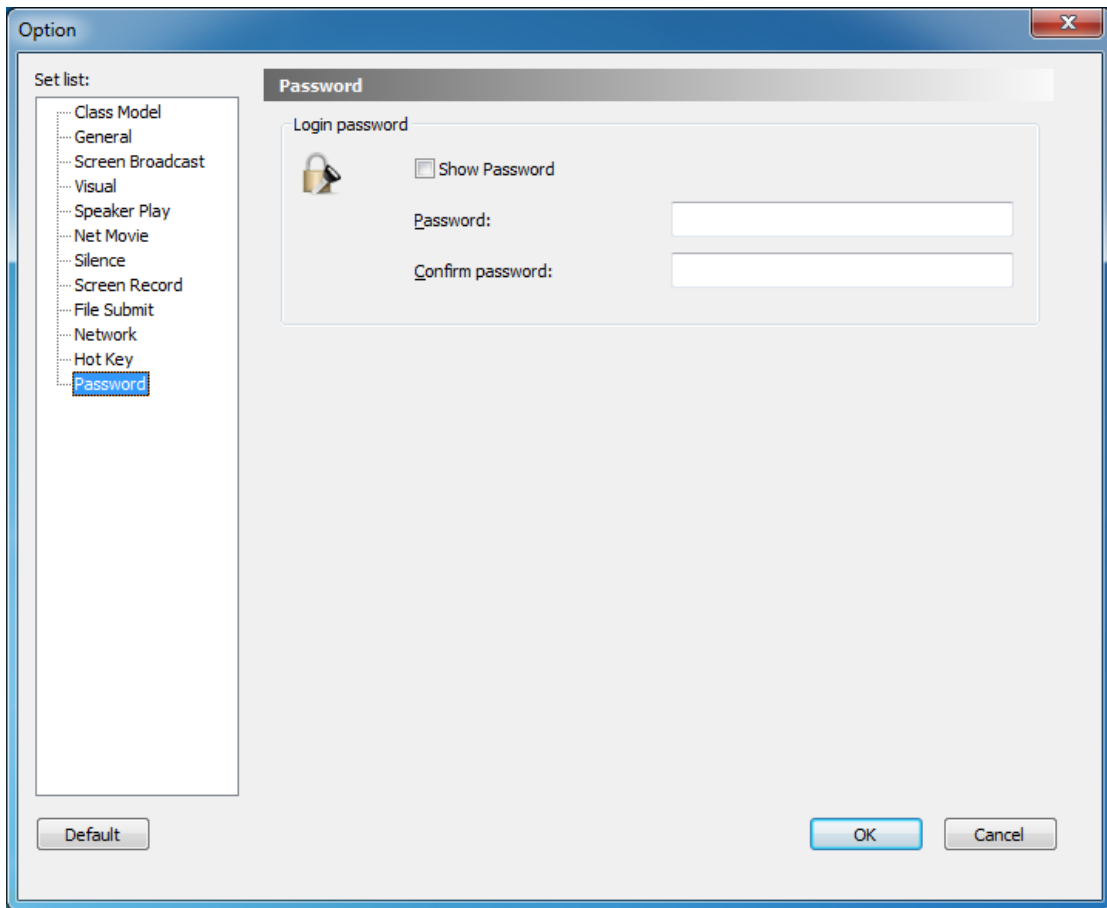 Option
x
Set list:
Class Model
General
Screen Broadcast
Visual
Speaker Play
Net Movie
Silence
Screen Record
File Submit
Network
Hot Key
Password
Password
Login password
Show Password
Password:
Confirm password:
Default
OK
Cancel